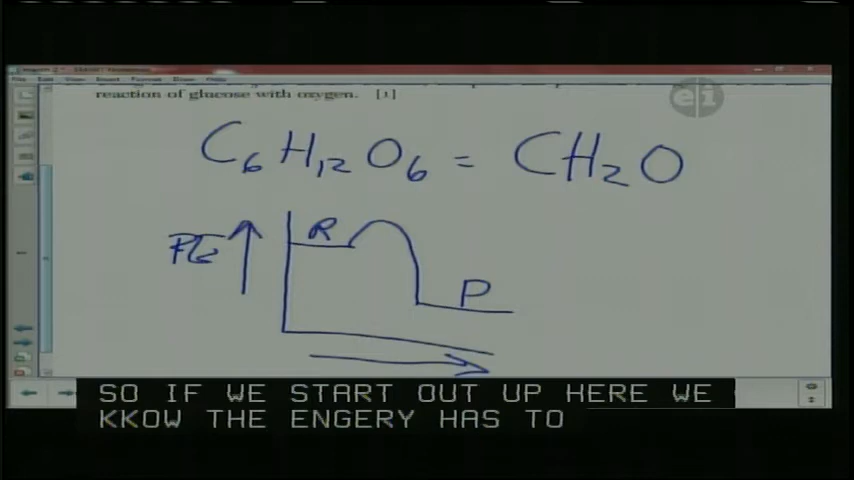 reaction of glucose with oxygen. [1]
ei
C₆H₁₂O₆ = CH₂O
PE R
P
SO IF WE START OUT UP HERE WE
KKOW THE ENGERY HAS TO